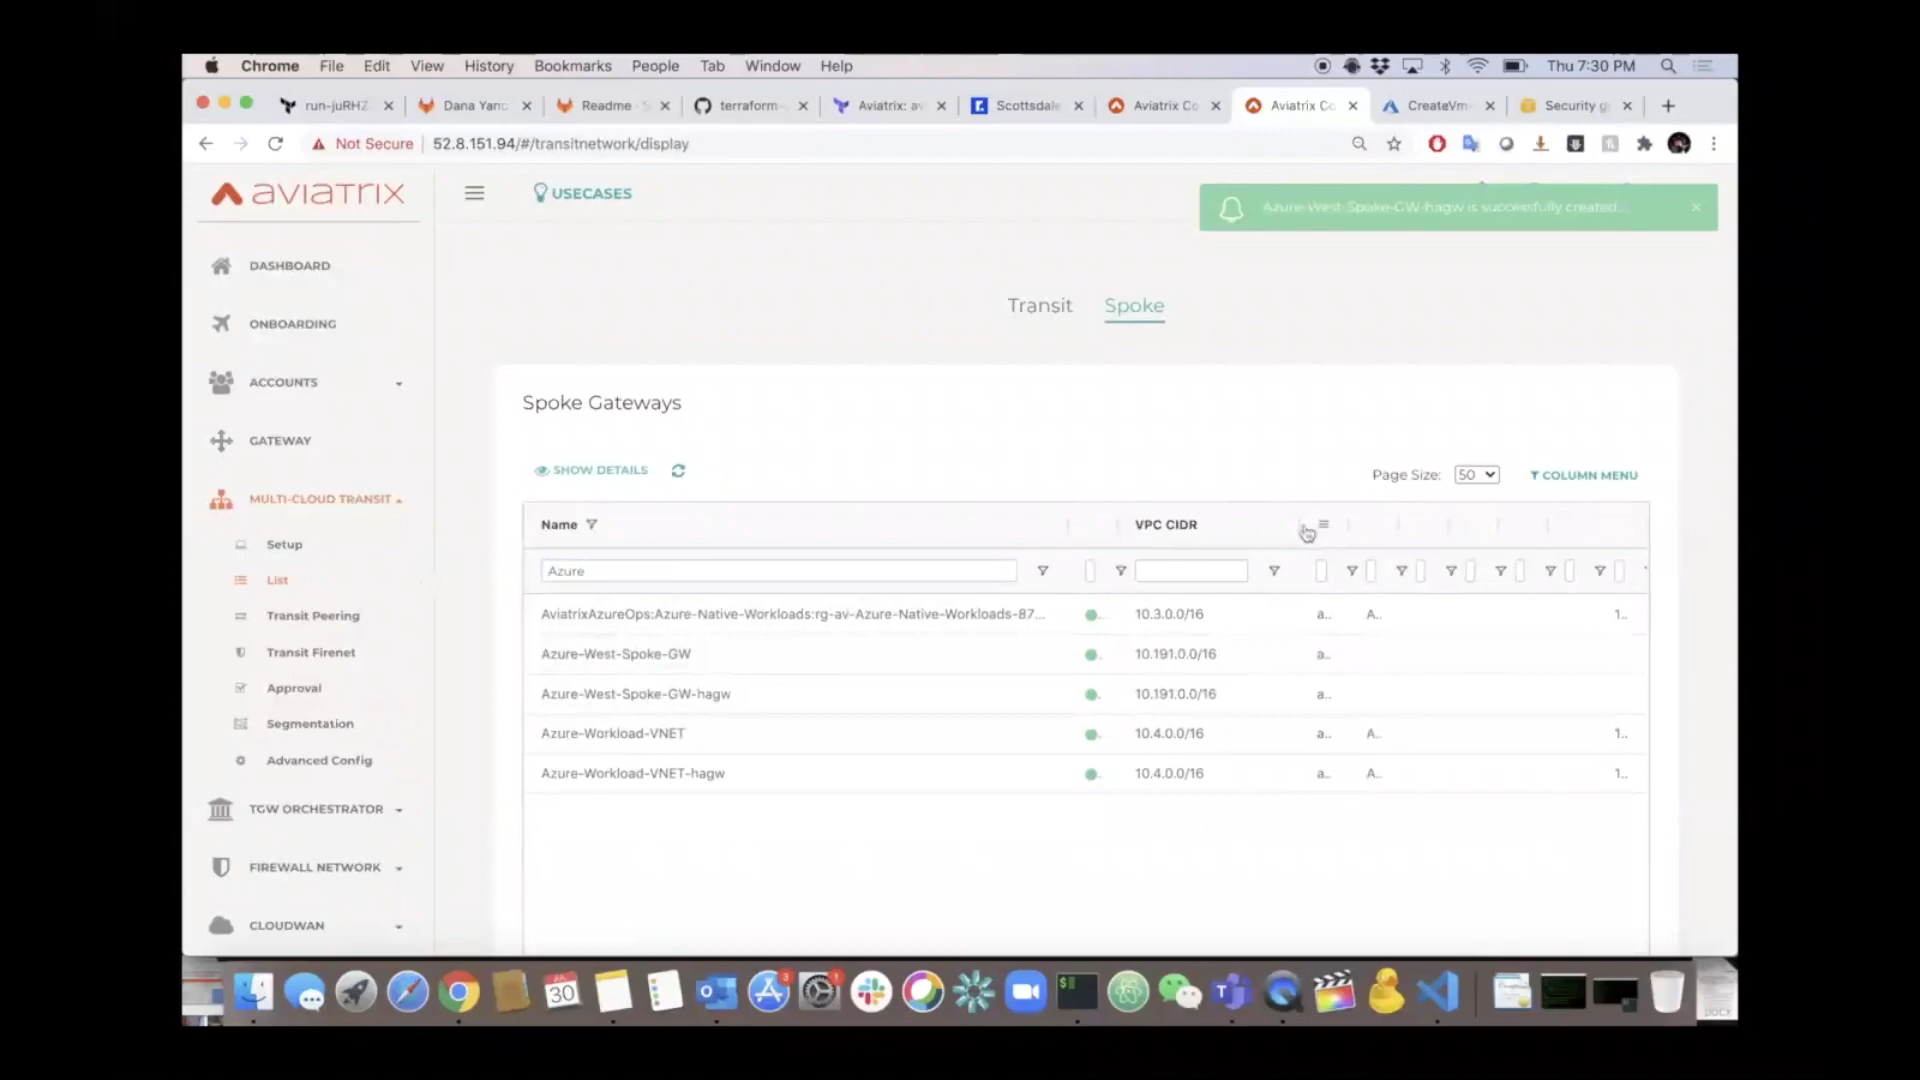 Chrome File Edit View History Bookmarks People Tab Window Help Thu 7:30 PM
run-juRHZ Dana Yanc Readme - S terraform- Aviatrix: av Scottsdale Aviatrix Co Aviatrix Co CreateVm- Security g
Not Secure 52.8.151.94/#/transitnetwork/display
aviatrix
USECASES
Azure-West-Spoke-GW-hagw is successfully created...
DASHBOARD
ONBOARDING
ACCOUNTS
GATEWAY
MULTI-CLOUD TRANSIT
Setup
List
Transit Peering
Transit Firenet
Approval
Segmentation
Advanced Config
TGW ORCHESTRATOR
FIREWALL NETWORK
CLOUDWAN
Transit Spoke
Spoke Gateways
SHOW DETAILS
Page Size: 50 COLUMN MENU
Name VPC CIDR
Azure
AviatrixAzureOps:Azure-Native-Workloads:rg-av-Azure-Native-Workloads-87... 10.3.0.0/16 a.. A.. 1..
Azure-West-Spoke-GW 10.191.0.0/16 a..
Azure-West-Spoke-GW-hagw 10.191.0.0/16 a..
Azure-Workload-VNET 10.4.0.0/16 a.. A.. 1..
Azure-Workload-VNET-hagw 10.4.0.0/16 a.. A.. 1..
JUL
30
3
1
DOCX